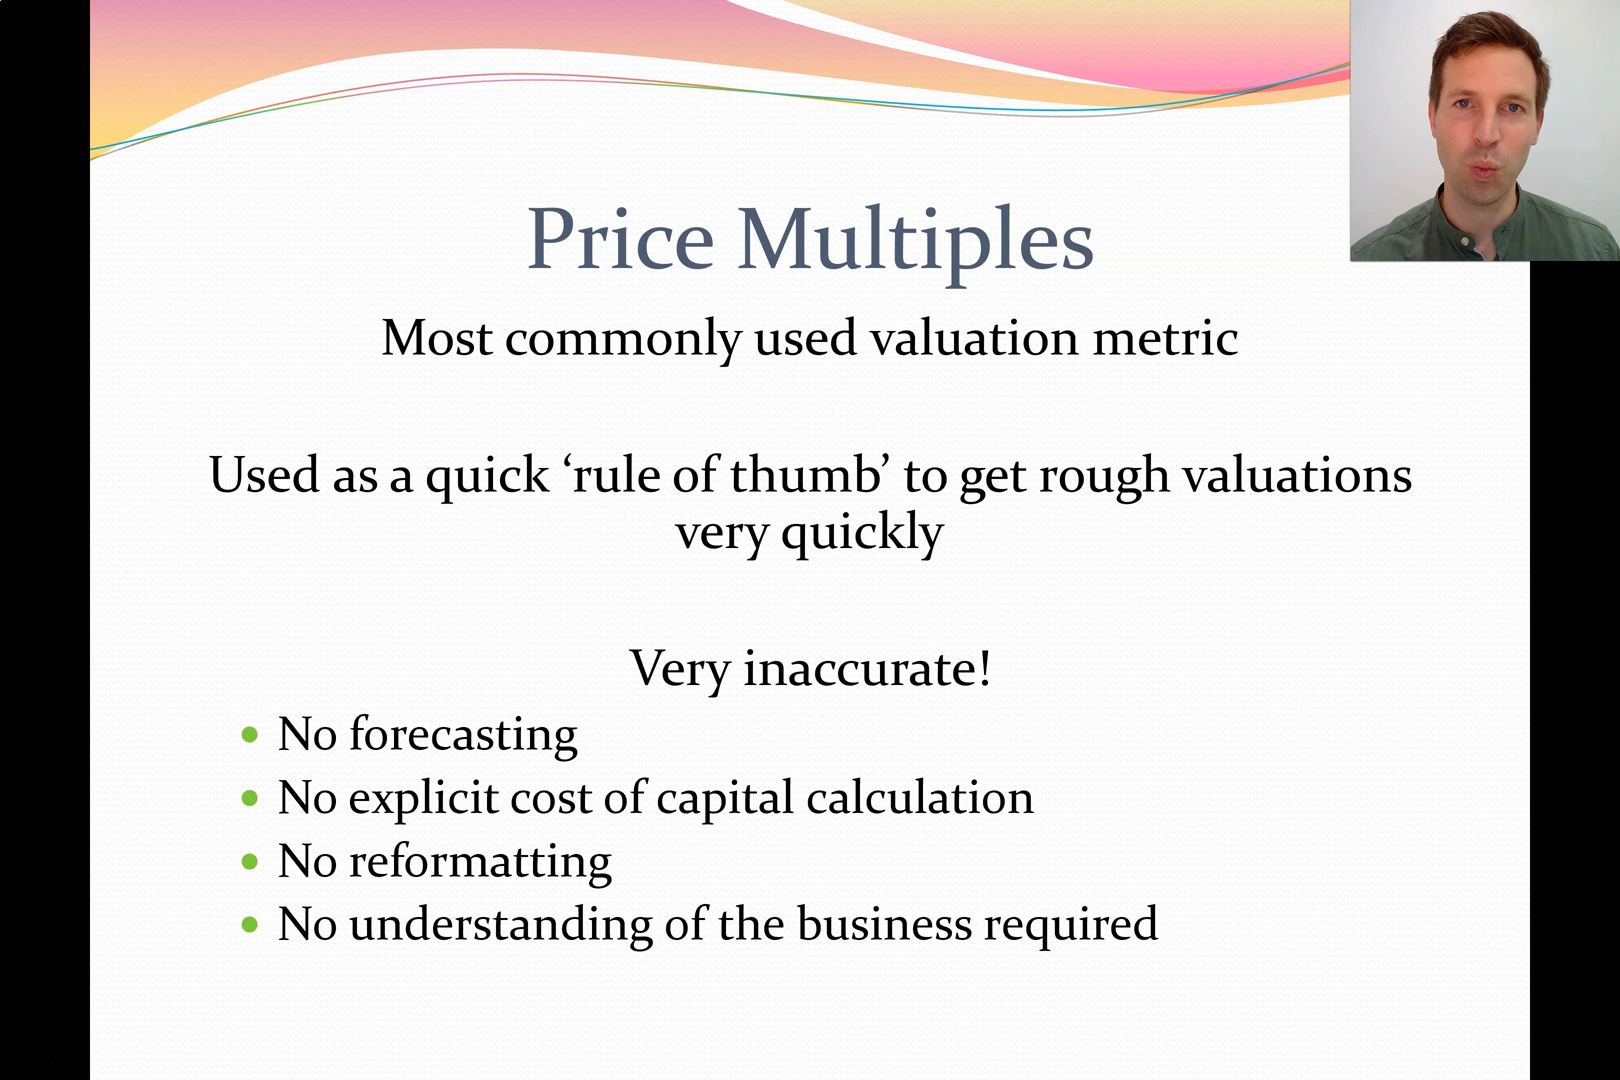 Price Multiples
Most commonly used valuation metric
Used as a quick ‘rule of thumb’ to get rough valuations
very quickly
Very inaccurate!
• No forecasting
• No explicit cost of capital calculation
• No reformatting
• No understanding of the business required